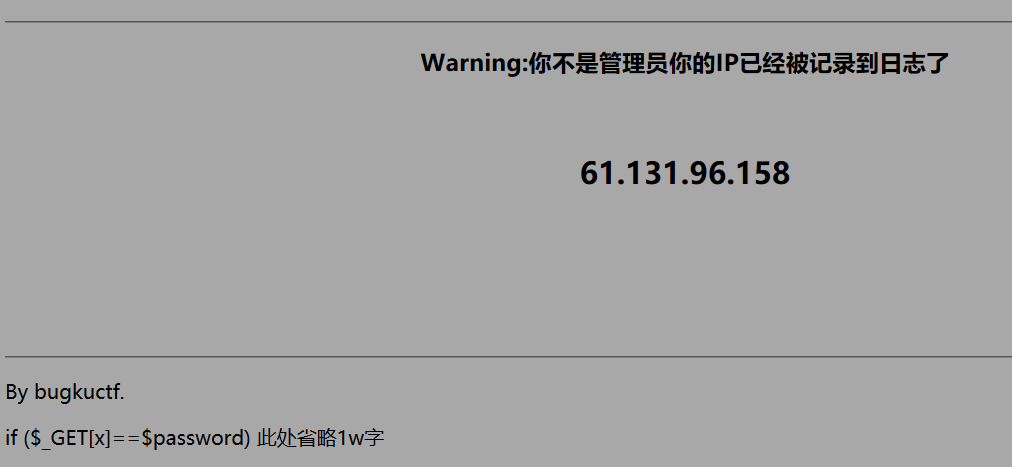 Warning:你不是管理员你的IP已经被记录到日志了
61.131.96.158
By bugkuctf.
if ($_GET[x]==$password) 此处省略1w字